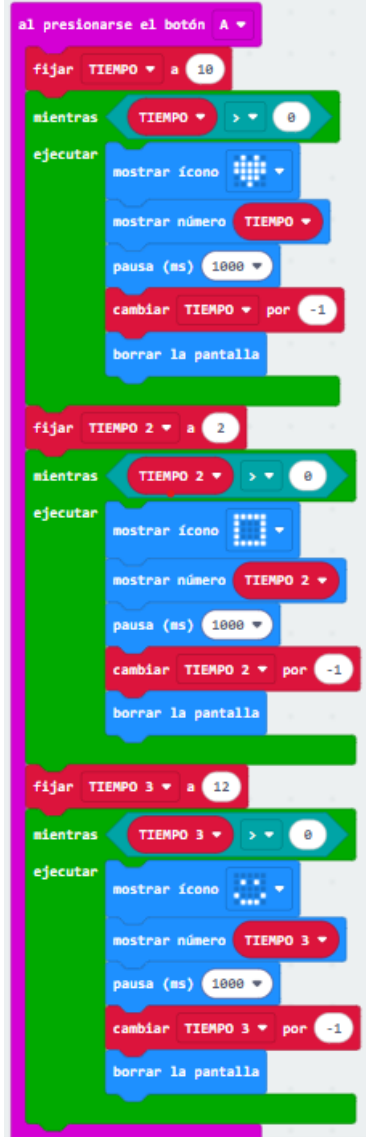 al presionarse el botón A
fijar TIEMPO a 10
mientras TIEMPO > 0
ejecutar
mostrar ícono
mostrar número TIEMPO
pausa (ms) 1000
cambiar TIEMPO por -1
borrar la pantalla
fijar TIEMPO 2 a 2
mientras TIEMPO 2 > 0
ejecutar
mostrar ícono
mostrar número TIEMPO 2
pausa (ms) 1000
cambiar TIEMPO 2 por -1
borrar la pantalla
fijar TIEMPO 3 a 12
mientras TIEMPO 3 > 0
ejecutar
mostrar ícono
mostrar número TIEMPO 3
pausa (ms) 1000
cambiar TIEMPO 3 por -1
borrar la pantalla